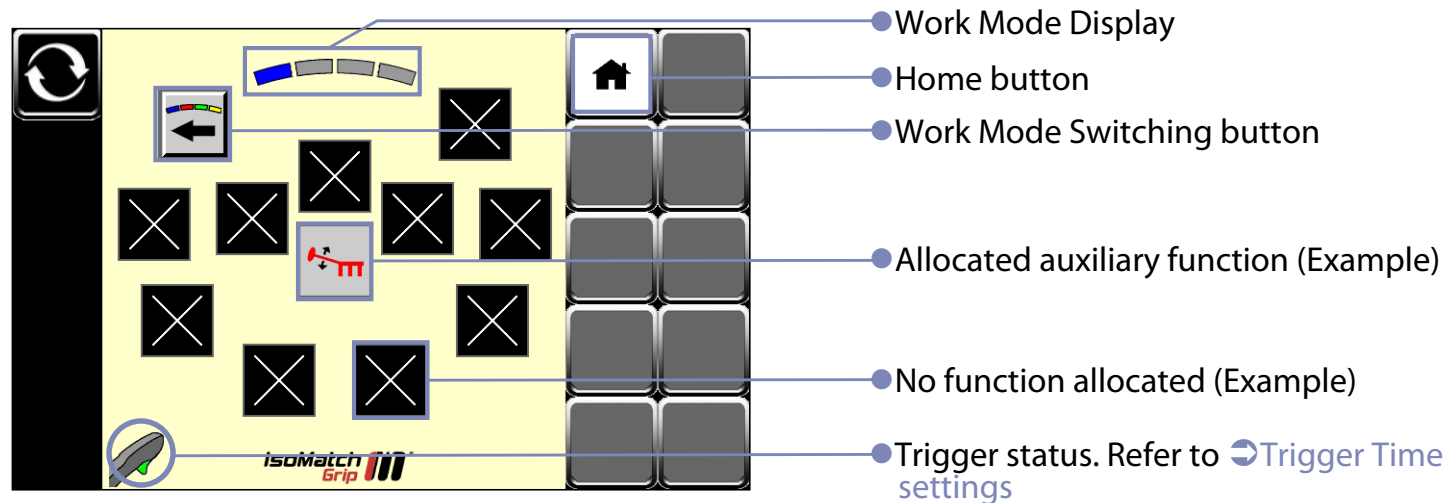 Work Mode Display
Home button
Work Mode Switching button
Allocated auxiliary function (Example)
No function allocated (Example)
Trigger status. Refer to ➲Trigger Time
settings
IsoMatch
Grip